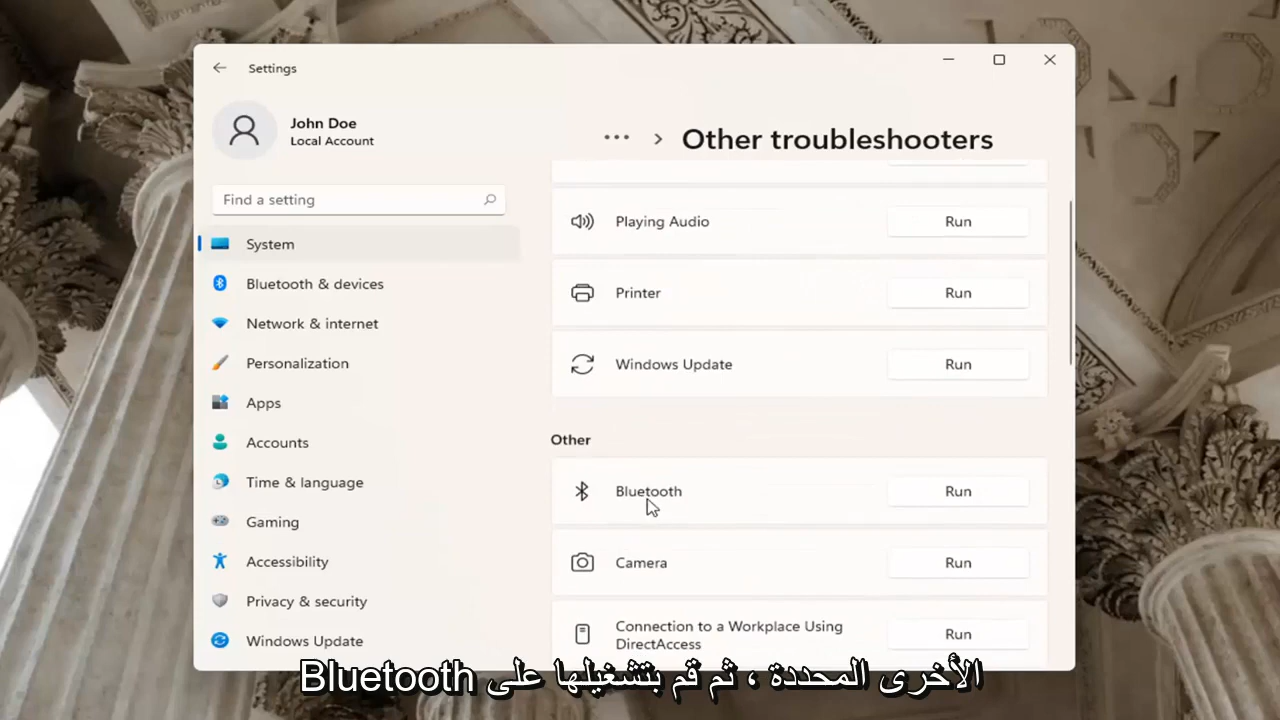 Settings
John Doe
Local Account
Find a setting
System
Bluetooth & devices
Network & internet
Personalization
Apps
Accounts
Time & language
Gaming
Accessibility
Privacy & security
Windows Update
... > Other troubleshooters
Playing Audio Run
Printer Run
Windows Update Run
Other
Bluetooth Run
Camera Run
Connection to a Workplace Using
DirectAccess Run
الأخرى المحددة ، ثم قم بتشغيلها على Bluetooth